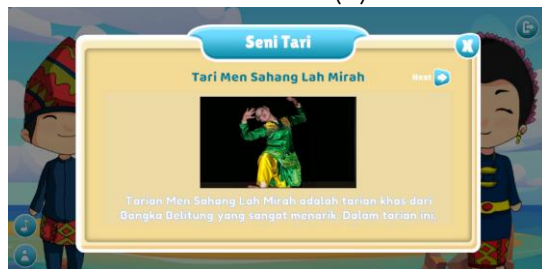 Seni Tari
X
Tari Men Sahang Lah Mirah
Next
Tarian Men Sahang Lah Mirah adalah tarian khas dari
Bangka Belitung yang sangat menarik. Dalam tarian ini,